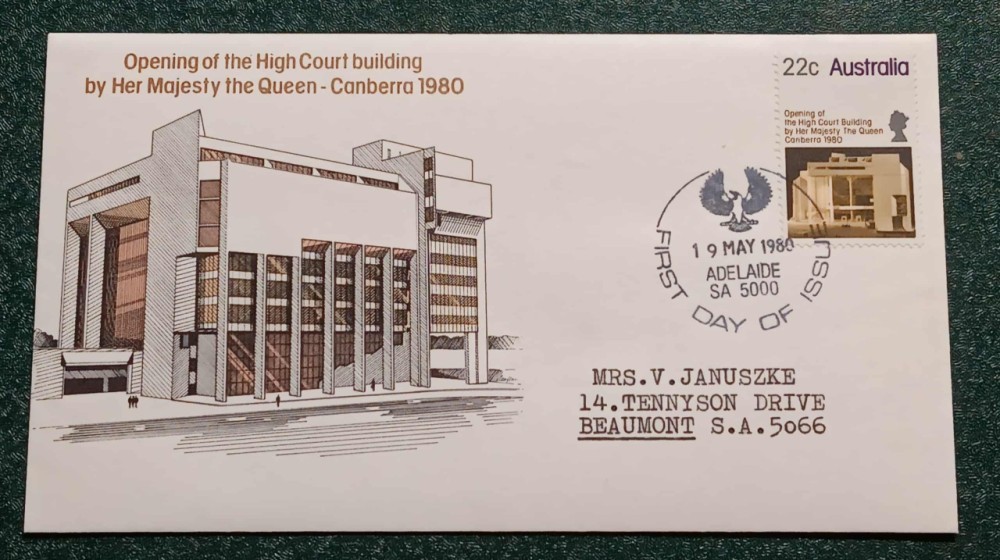 Opening of the High Court building
by Her Majesty the Queen - Canberra 1980
22c Australia
Opening of
the High Court Building
by Her Majesty The Queen
Canberra 1980
19 MAY 1980
ADELAIDE
SA 5000
FIRST DAY OF ISSUE
MRS.V.JANUSZKE
14.TENNYSON DRIVE
BEAUMONT S.A.5066